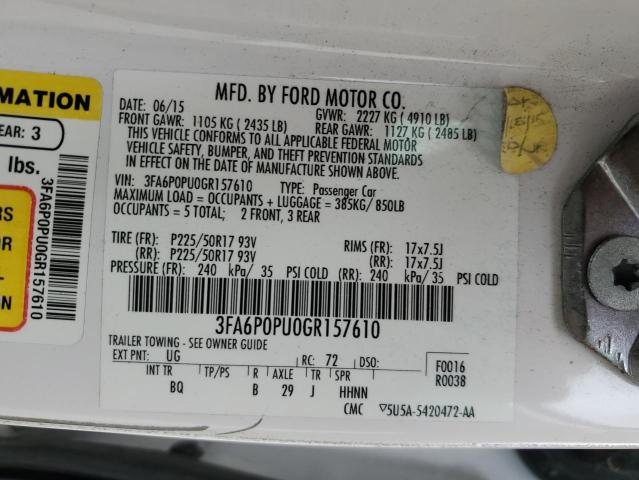 MFD. BY FORD MOTOR CO.
DATE: 06/15 GVWR: 2227 KG ( 4910 LB)
FRONT GAWR: 1105 KG ( 2435 LB) REAR GAWR: 1127 KG ( 2485 LB)
THIS VEHICLE CONFORMS TO ALL APPLICABLE FEDERAL MOTOR
VEHICLE SAFETY, BUMPER, AND THEFT PREVENTION STANDARDS IN
EFFECT ON THE DATE OF MANUFACTURE SHOWN ABOVE.
VIN: 3FA6P0PU0GR157610 TYPE: Passenger Car
MAXIMUM LOAD = OCCUPANTS + LUGGAGE = 385KG/ 850LB
OCCUPANTS = 5 TOTAL; 2 FRONT, 3 REAR
TIRE (FR): P225/50R17 93V RIMS (FR): 17x7.5J
(RR): P225/50R17 93V (RR): 17x7.5J
PRESSURE (FR): 240 kPa/ 35 PSI COLD (RR): 240 kPa/ 35 PSI COLD
3FA6P0PU0GR157610
TRAILER TOWING - SEE OWNER GUIDE
EXT PNT: UG RC: 72 DSO: F0016
INT TR TP/PS R AXLE TR SPR R0038
BQ B 29 J HHNN
CMC ▽5U5A-5420472-AA
RMATION
EAR: 3
lbs.
RS
OR
L
GN
3FA6P0PU0GR157610